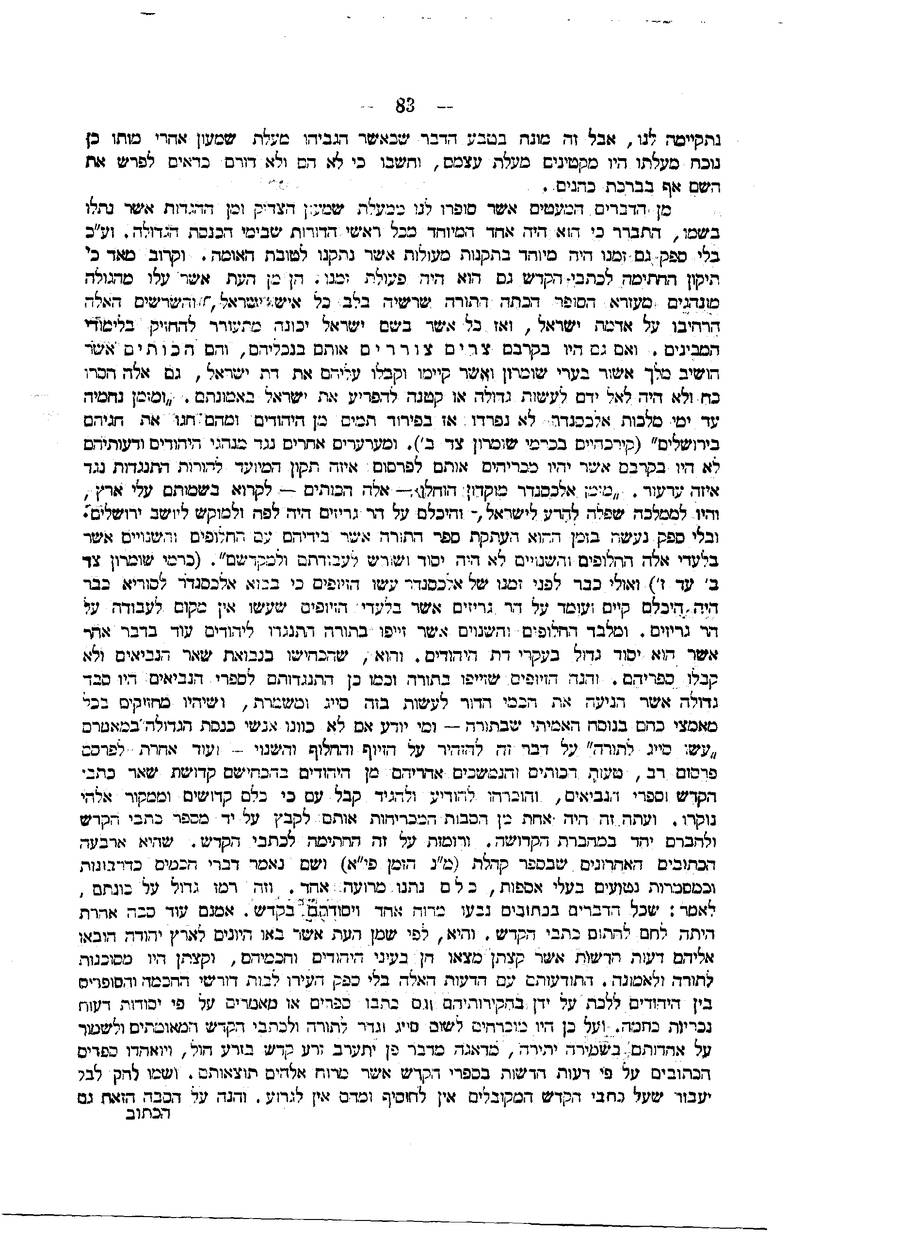 — 83 —
נתקיימה לנו, אבל זה מונח בטבע הדבר שכאשר הגביהו מעלת שמעון אחרי מותו כן
נוכח מעלתו היו מקטינים מעלת עצמם, וחשבו כי לא הם ולא דורם כדאים לפרש את
השם אף בברכת כהנים.
מן הדברים המעטים אשר סופרו לנו ממעלת שמעון הצדיק ומן ההגדות אשר נתלו
בשמו, התברר כי הוא היה אחד המיוחד מכל ראשי הדורות שבימי הכנסת הגדולה. וע"כ
בלי ספק גם זמנו היה מיוחד בתקנות מעולות אשר נתקנו לטובת האומה. וקרוב מאד כי
תיקון החתימה לכתבי-הקדש גם הוא היה פעולת זמנו. הן מן העת אשר עלו מהגולה
מונהגים מעזרא הסופר הכתה התורה שרשיה בלב כל איש ישראל, והשרשים האלה
הרחיבו על אדמת ישראל, ואז כל אשר בשם ישראל יכונה מתעורר להחזיק בלימודי
המבינים. ואם גם היו בקרבם צרים צוררים אותם בנכליהם, והם הכותים אשר
הושיב מלך אשור בערי שומרון ואשר קיימו וקבלו עליהם את דת ישראל, גם אלה חסרו
כח ולא היה לאל ידם לעשות גדולה או קטנה להפריע את ישראל באמונתם. „ומזמן נחמיה
עד ימי מלכות אלכסנדר לא נפרדו אז בפירוד תמים מן היהודים ומהם חגו את חגיהם
בירושלים" (קירכהיים בכרמי שומרון צד ב'). ומערערים אחרים נגד מנהגי היהודים ודעותיהם
לא היו בקרבם אשר יהיו מכריחים אותם לפרסום איזה תקון המיועד להורות התנגדות נגד
איזה ערעור. „מימי אלכסנדר מוקדון הוחלו — אלה הכותים — לקרוא בשמותם עלי ארץ,
והיו לממלכה שפלה להרע לישראל, והיכלם על הר גריזים היה לפח ולמוקש ליושב ירושלים.
ובלי ספק נעשה בזמן ההוא העתקת ספר התורה אשר בידיהם עם החלופים והשנויים אשר
בלעדי אלה החלופים והשנויים לא היה יסוד ושורש לעבודתם ולמקדשם". (כרמי שומרון צד
ב' עד ז') ואולי כבר לפני זמנו של אלכסנדר עשו הזיופים כי בבוא אלכסנדר לסוריא כבר
היה היכלם קיים ועומד על הר גריזים אשר בלעדי הזיופים שעשו אין מקום לעבודה על
הר גריזים. ומלבד החלופים והשנוים אשר זייפו בתורה התנגדו ליהודים עוד בדבר אחר
אשר הוא יסוד גדול בעקרי דת היהודים. והוא, שהכחישו בנבואת שאר הנביאים ולא
קבלו ספריהם. והנה הזיופים שזייפו בתורה וכמו כן התנגדותם לספרי הנביאים היו סבה
גדולה אשר הניעה את חכמי הדור לעשות בזה סייג ומשמרת, ושיהיו מחזיקים בכל
מאמצי כחם בנוסח האמיתי שבתורה — ומי יודע אם לא כוונו אנשי כנסת הגדולה במאמרם
„עשו סייג לתורה" על דבר זה להזהיר על הזיוף והחלוף והשנוי — ועוד אחרת לפרסם
פרסום רב, טעות הכותים והנמשכים אחריהם מן היהודים בהכחישם קדושת שאר כתבי
הקדש וספרי הנביאים, והוכרחו להודיע ולהגיד קבל עם כי כלם קדושים וממקור אלהי
נוקרו. ועתה זה היה אחת מן הסבות המכריחות אותם לקבץ על יד מספר כתבי הקדש
ולחברם יחד במחברת הקדושה. ורומזת על זה החתימה לכתבי הקדש. שהיא ארבעה
הכתובים האחרונים שבספר קהלת (מ"נ הזמן פי"א) ושם נאמר דברי חכמים כדרבונות
וכמסמרות נטועים בעלי אספות, כלם נתנו מרועה אחד. וזה רמז גדול על כונתם,
לאמר: שכל הדברים בכתובים נבעו מרוח אחד ויסודתם בקדש. אמנם עוד סבה אחרת
היתה להם לחתום כתבי הקדש. והיא, לפי שמן העת אשר באו היונים לארץ יהודה הובאו
אליהם דעות חדשות אשר קצתן מצאו חן בעיני היהודים וחכמיהם, וקצתן היו מסוכנות
לתורה ולאמונה. התודעותם עם הדעות האלה בלי ספק העירו לבות דורשי החכמה והסופרים
בין היהודים ללכת על ידן בחקירותיהם וגם כתבו ספרים או מאמרים על פי יסודות דעות
נכריות כחמה. ועל כן היו מוכרחים לשום סייג וגדר לתורה ולכתבי הקדש המאומתים ולשמור
על אחדותם בשמירה יתירה, מדאגה מדבר פן יתערב זרע קדש בזרע חול, ויאחדו ספרים
הכתובים על פי דעות חדשות בספרי הקדש אשר מרוח אלהים תוצאותם. ושמו לחק לבל
יעבור שעל כתבי הקדש המקובלים אין להוסיף ומהם אין לגרוע. והנה על הסבה הזאת גם
הכתוב